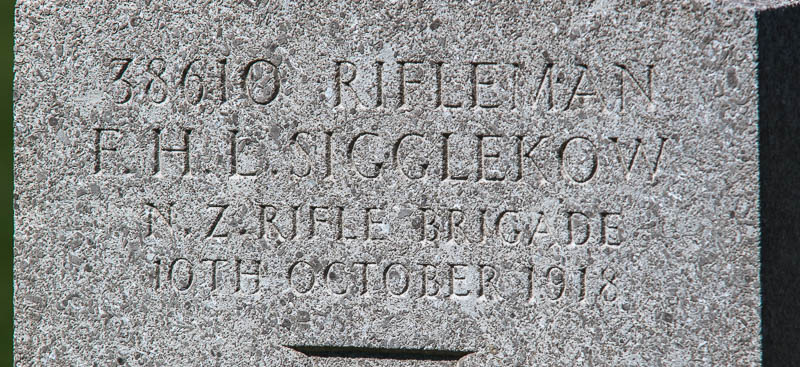 38610 RIFLEMAN
F. H. L. SIGGLEKOW
N. Z. RIFLE BRIGADE
10TH OCTOBER 1918